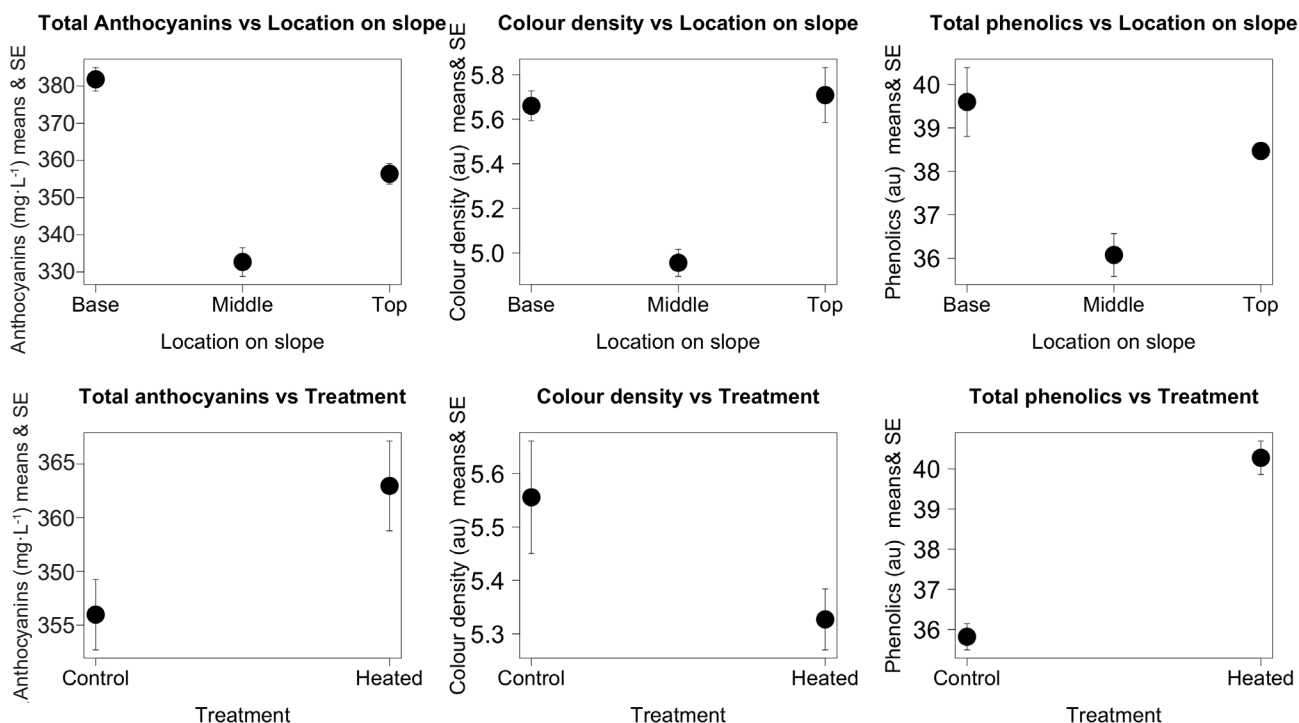 Total Anthocyanins vs Location on slope
Anthocyanins (mg·L-1) means & SE
380
370
360
350
340
330
Base Middle Top
Location on slope
Colour density vs Location on slope
Colour density (au) means& SE
5.8
5.6
5.4
5.2
5.0
Base Middle Top
Location on slope
Total phenolics vs Location on slope
Phenolics (au) means& SE
40
39
38
37
36
Base Middle Top
Location on slope
Total anthocyanins vs Treatment
Anthocyanins (mg·L-1) means & SE
365
360
350
355
Control Heated
Treatment
Colour density vs Treatment
Colour density (au) means& SE
5.6
5.5
5.4
5.3
Control Heated
Treatment
Total phenolics vs Treatment
Phenolics (au) means& SE
40
39
38
37
36
Control Heated
Treatment